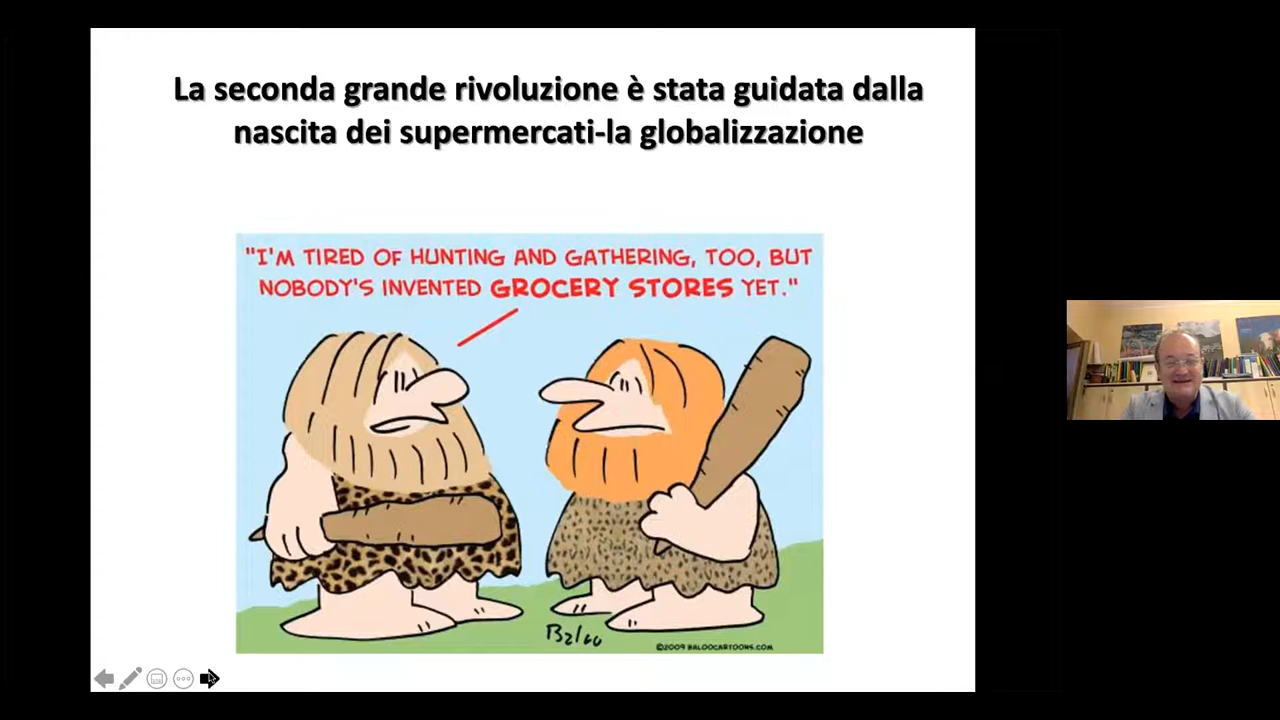 La seconda grande rivoluzione è stata guidata dalla
nascita dei supermercati-la globalizzazione
"I'M TIRED OF HUNTING AND GATHERING, TOO, BUT
NOBODY'S INVENTED GROCERY STORES YET."
Baloo
©2009 BALOOCARTOONS.COM